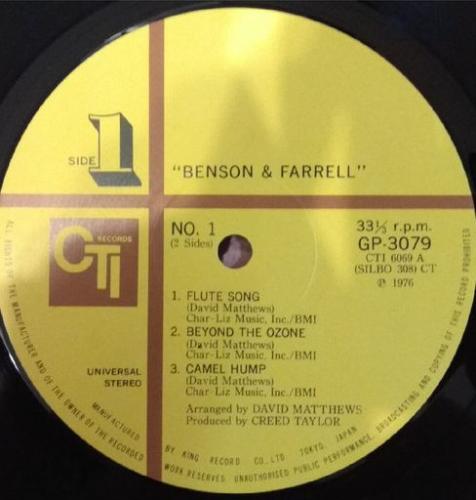 SIDE 1
"BENSON & FARRELL"
NO. 1
(2 Sides)
33⅓ r.p.m.
GP-3079
CTI 6069 A
(SILBO 308) CT
Ⓟ 1976
CTI RECORDS
1. FLUTE SONG
(David Matthews)
Char-Liz Music, Inc./BMI
2. BEYOND THE OZONE
(David Matthews)
Char-Liz Music, Inc./BMI
3. CAMEL HUMP
(David Matthews)
Char-Liz Music, Inc./BMI
UNIVERSAL
STEREO
Arranged by DAVID MATTHEWS
Produced by CREED TAYLOR
MANUFACTURED BY KING RECORD CO., LTD. TOKYO, JAPAN
ALL RIGHTS OF THE MANUFACTURER AND OF THE OWNER OF THE RECORDED WORK RESERVED. UNAUTHORISED PUBLIC PERFORMANCE, BROADCASTING AND COPYING OF THIS RECORD PROHIBITED